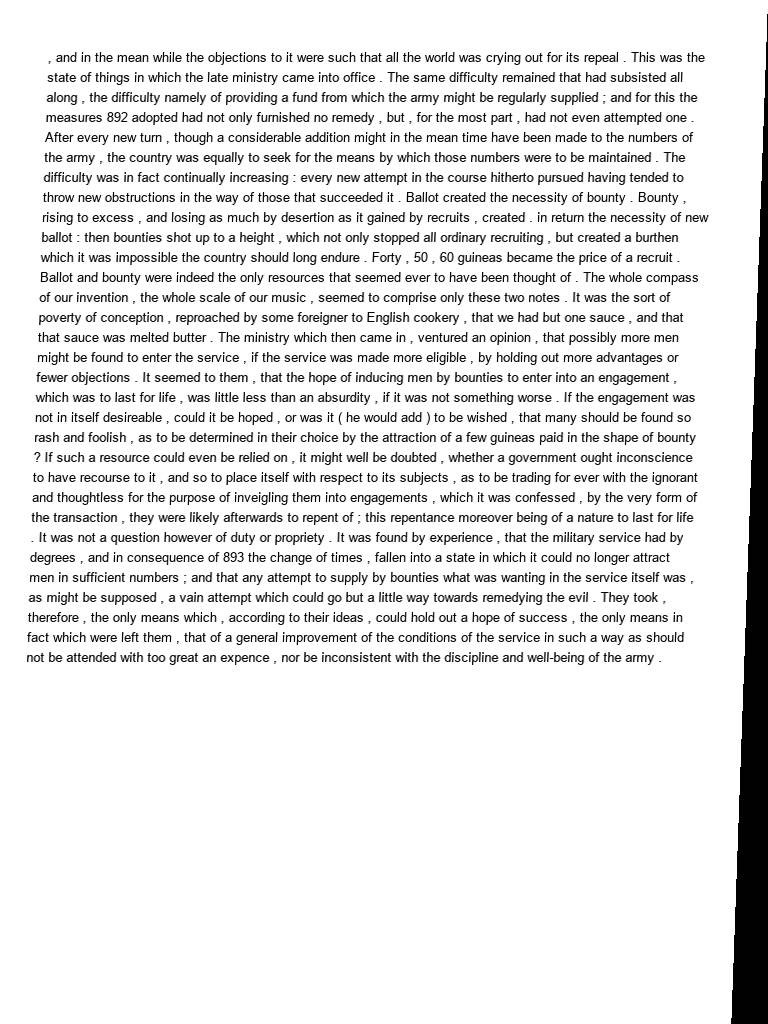 , and in the mean while the objections to it were such that all the world was crying out for its repeal . This was the
state of things in which the late ministry came into office . The same difficulty remained that had subsisted all
along , the difficulty namely of providing a fund from which the army might be regularly supplied ; and for this the
measures 892 adopted had not only furnished no remedy , but , for the most part , had not even attempted one .
After every new turn , though a considerable addition might in the mean time have been made to the numbers of
the army , the country was equally to seek for the means by which those numbers were to be maintained . The
difficulty was in fact continually increasing : every new attempt in the course hitherto pursued having tended to
throw new obstructions in the way of those that succeeded it . Ballot created the necessity of bounty . Bounty ,
rising to excess , and losing as much by desertion as it gained by recruits , created . in return the necessity of new
ballot : then bounties shot up to a height , which not only stopped all ordinary recruiting , but created a burthen
which it was impossible the country should long endure . Forty , 50 , 60 guineas became the price of a recruit .
Ballot and bounty were indeed the only resources that seemed ever to have been thought of . The whole compass
of our invention , the whole scale of our music , seemed to comprise only these two notes . It was the sort of
poverty of conception , reproached by some foreigner to English cookery , that we had but one sauce , and that
that sauce was melted butter . The ministry which then came in , ventured an opinion , that possibly more men
might be found to enter the service , if the service was made more eligible , by holding out more advantages or
fewer objections . It seemed to them , that the hope of inducing men by bounties to enter into an engagement ,
which was to last for life , was little less than an absurdity , if it was not something worse . If the engagement was
not in itself desireable , could it be hoped , or was it ( he would add ) to be wished , that many should be found so
rash and foolish , as to be determined in their choice by the attraction of a few guineas paid in the shape of bounty
? If such a resource could even be relied on , it might well be doubted , whether a government ought inconscience
to have recourse to it , and so to place itself with respect to its subjects , as to be trading for ever with the ignorant
and thoughtless for the purpose of inveigling them into engagements , which it was confessed , by the very form of
the transaction , they were likely afterwards to repent of ; this repentance moreover being of a nature to last for life
. It was not a question however of duty or propriety . It was found by experience , that the military service had by
degrees , and in consequence of 893 the change of times , fallen into a state in which it could no longer attract
men in sufficient numbers ; and that any attempt to supply by bounties what was wanting in the service itself was ,
as might be supposed , a vain attempt which could go but a little way towards remedying the evil . They took ,
therefore , the only means which , according to their ideas , could hold out a hope of success , the only means in
fact which were left them , that of a general improvement of the conditions of the service in such a way as should
not be attended with too great an expence , nor be inconsistent with the discipline and well-being of the army .